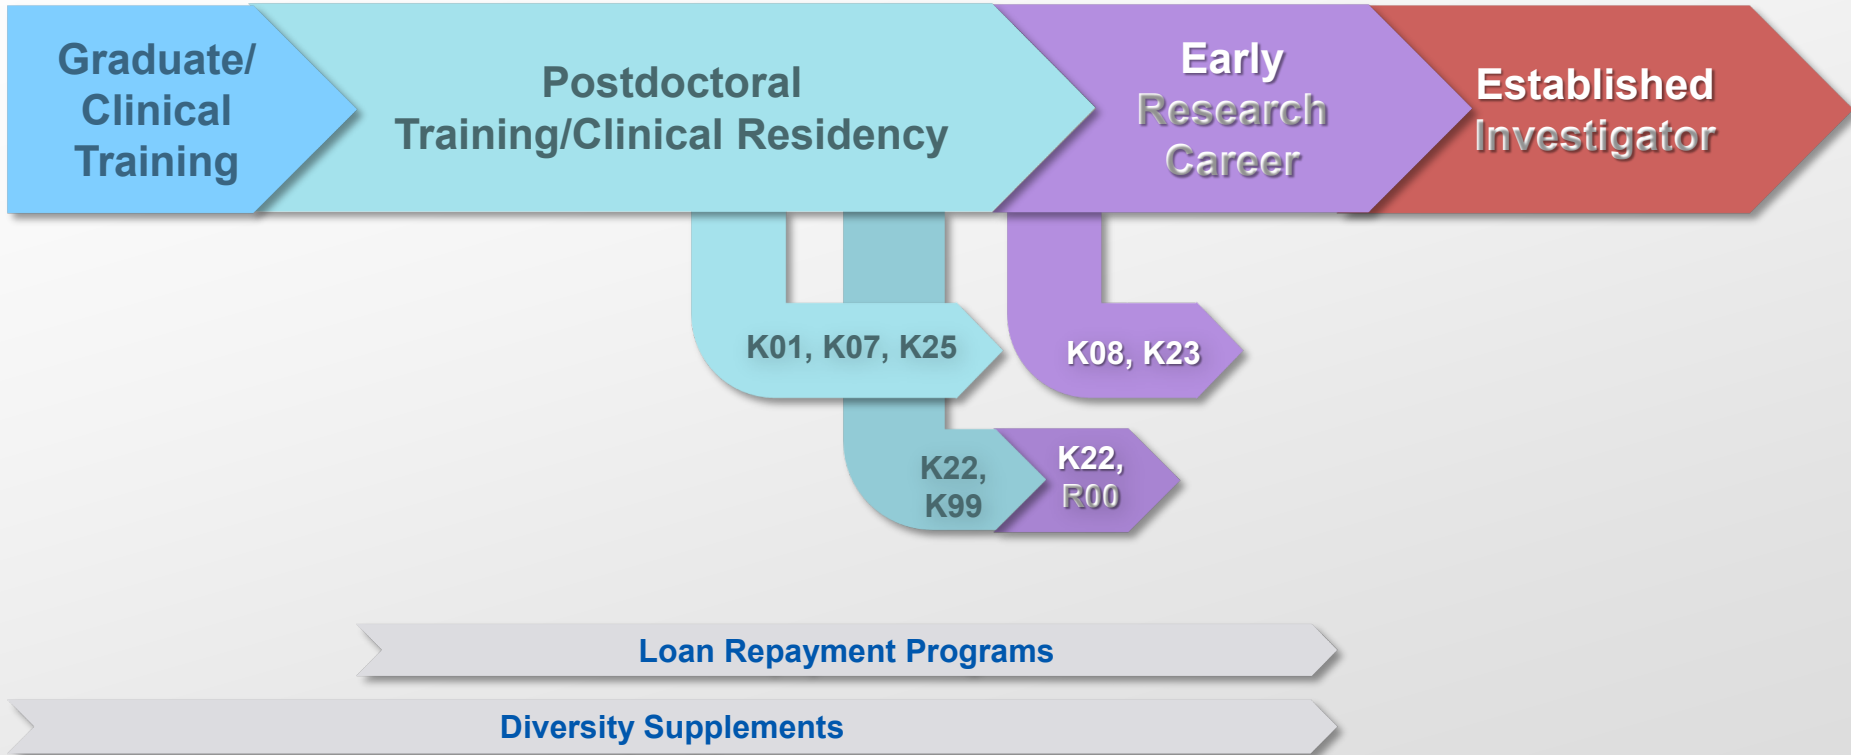 Graduate/
Clinical
Training
Postdoctoral
Training/Clinical Residency
Early
Research
Career
Established
Investigator
K01, K07, K25
K08, K23
K22,
K99
K22,
R00
Loan Repayment Programs
Diversity Supplements